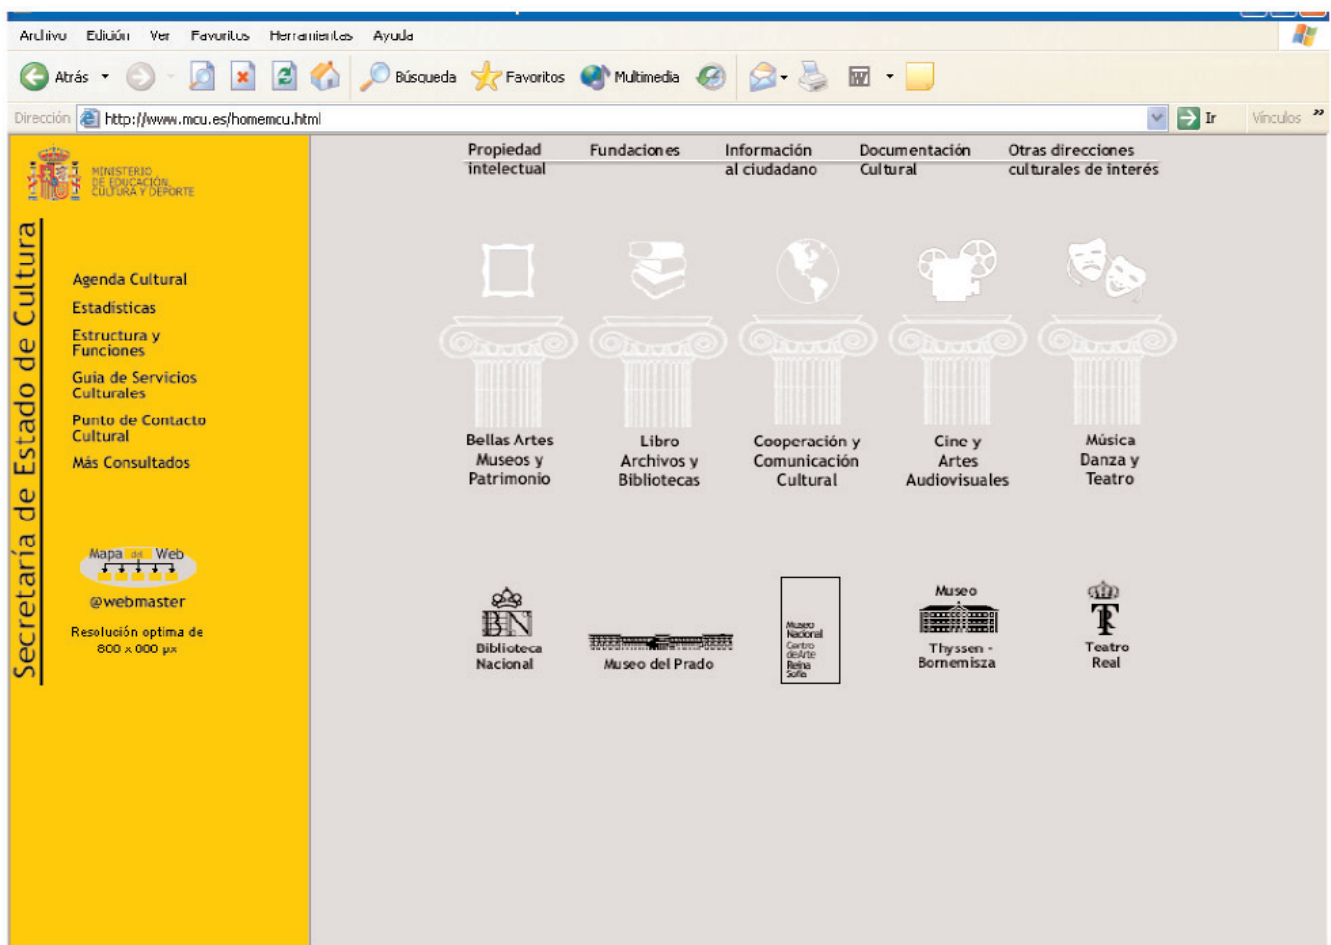 Archivo Edición Ver Favoritos Herramientas Ayuda
Atrás Búsqueda Favoritos Multimedia
Dirección http://www.mcu.es/homemcu.html Ir Vínculos »
MINISTERIO
DE EDUCACIÓN,
CULTURA Y DEPORTE
Secretaría de Estado de Cultura
Agenda Cultural
Estadísticas
Estructura y
Funciones
Guía de Servicios
Culturales
Punto de Contacto
Cultural
Más Consultados
Mapa del Web
@webmaster
Resolución optima de
800 x 000 px
Propiedad
intelectual
Fundaciones
Información
al ciudadano
Documentación
Cultural
Otras direcciones
culturales de interés
Bellas Artes
Museos y
Patrimonio
Libro
Archivos y
Bibliotecas
Cooperación y
Comunicación
Cultural
Cine y
Artes
Audiovisuales
Música
Danza y
Teatro
BN
Biblioteca
Nacional
Museo del Prado
Museo
Nacional
Centro
de Arte
Reina
Sofía
Museo
Thyssen -
Bornemisza
TR
Teatro
Real